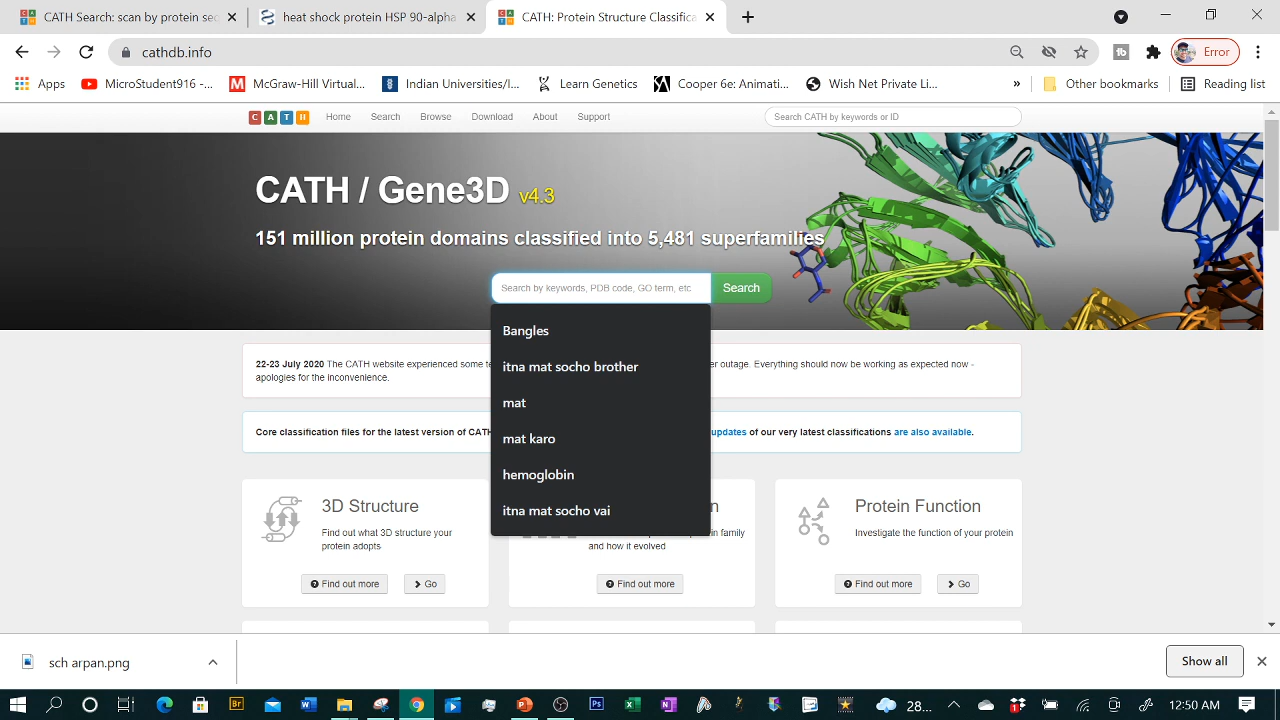 CATH Search: scan by protein sec
heat shock protein HSP 90-alpha
CATH: Protein Structure Classifica
cathdb.info
Error
Apps
MicroStudent916 -...
McGraw-Hill Virtual...
Indian Universities/I...
Learn Genetics
Cooper 6e: Animati...
Wish Net Private Li...
»
Other bookmarks
Reading list
C A T H
Home
Search
Browse
Download
About
Support
Search CATH by keywords or ID
CATH / Gene3D v4.3
151 million protein domains classified into 5,481 superfamilies
Search by keywords, PDB code, GO term, etc
Search
Bangles
itna mat socho brother
mat
mat karo
hemoglobin
itna mat socho vai
22-23 July 2020 The CATH website experienced some te
er outage. Everything should now be working as expected now -
apologies for the inconvenience.
Core classification files for the latest version of CATH
updates of our very latest classifications are also available.
3D Structure
Find out what 3D structure your
protein adopts
Find out more
Go
n
protein family
and how it evolved
Find out more
Protein Function
Investigate the function of your protein
Find out more
Go
sch arpan.png
Show all
28...
12:50 AM